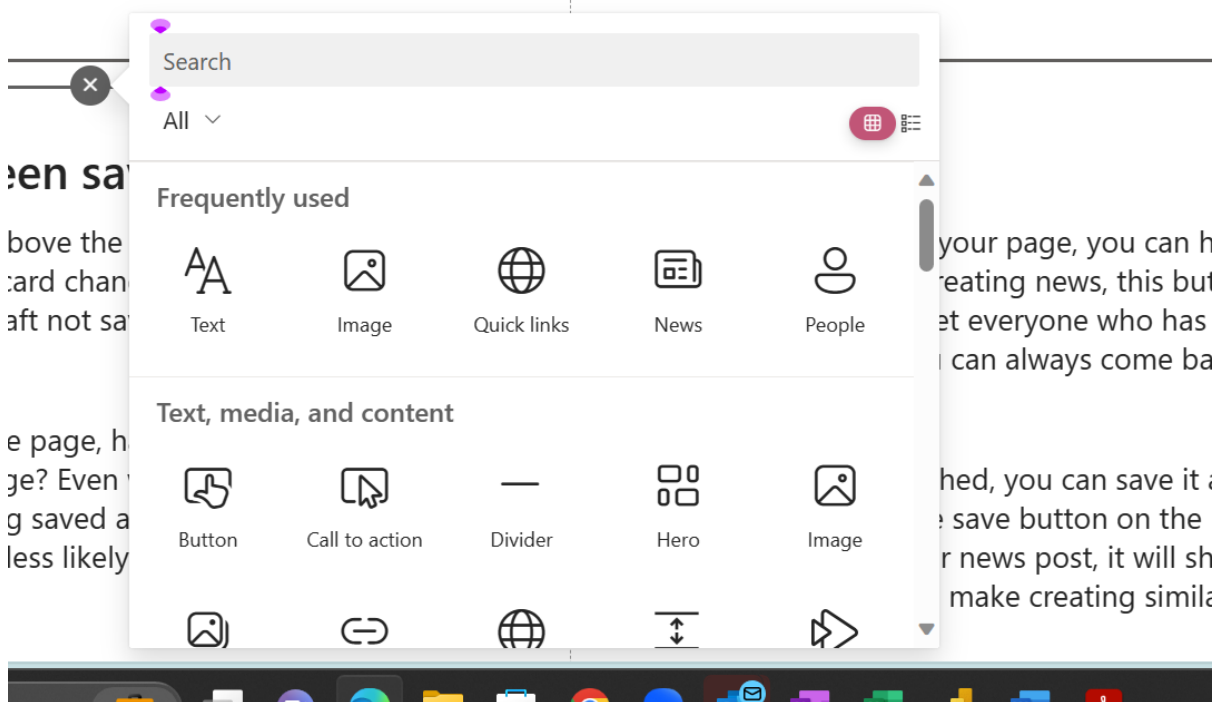 Search
All
een sa
Frequently used
bove the
your page, you can h
card chan
reating news, this but
aft not sa
et everyone who has
Text
Image
Quick links
News
People
can always come ba
Text, media, and content
e page, h
ge? Even
hed, you can save it a
g saved a
save button on the
Button
Call to action
Divider
Hero
Image
less likely
r news post, it will sh
make creating simila